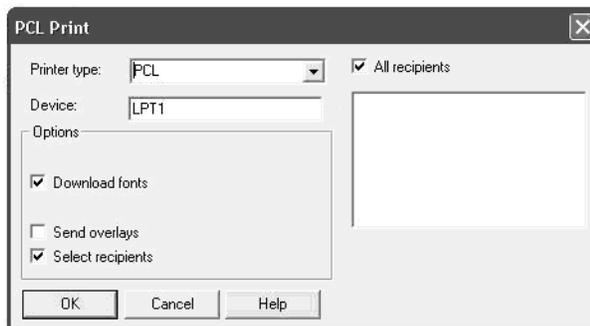 PCL Print
Printer type: PCL
All recipients
Device: LPT1
Options
Download fonts
Send overlays
Select recipients
OK Cancel Help